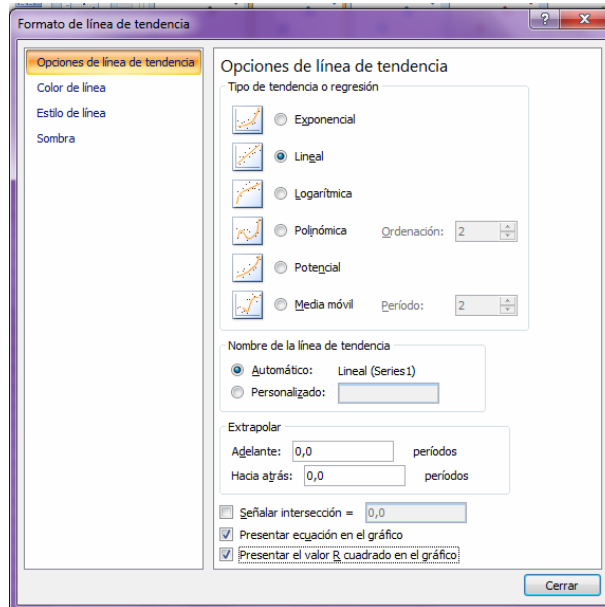 Formato de línea de tendencia
Opciones de línea de tendencia
Color de línea
Estilo de línea
Sombra
Opciones de línea de tendencia
Tipo de tendencia o regresión
Exponencial
Lineal
Logarítmica
Polinómica Ordenación: 2
Potencial
Media móvil Período: 2
Nombre de la línea de tendencia
Automático: Lineal (Series1)
Personalizado:
Extrapolar
Adelante: 0,0 períodos
Hacia atrás: 0,0 períodos
Señalar intersección = 0,0
Presentar ecuación en el gráfico
Presentar el valor R cuadrado en el gráfico
Cerrar